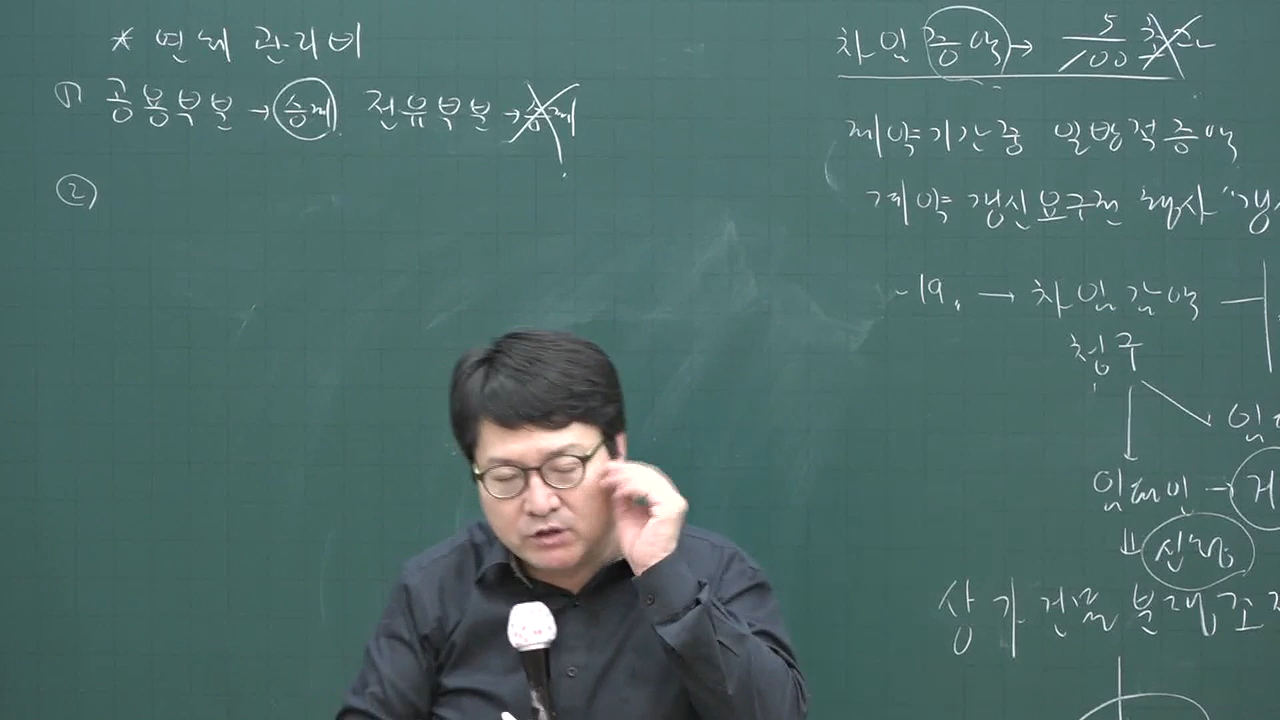 * 연체 관리비
① 공용부분 → 승계 전유부분 → 승계
②
차임 증액 → 5/100 초과
계약기간중 일방적증액
계약 갱신요구권 행사 "갱신
-19. → 차임감액
청구
임대인 →
⇓ 신청
상가건물 분쟁조정